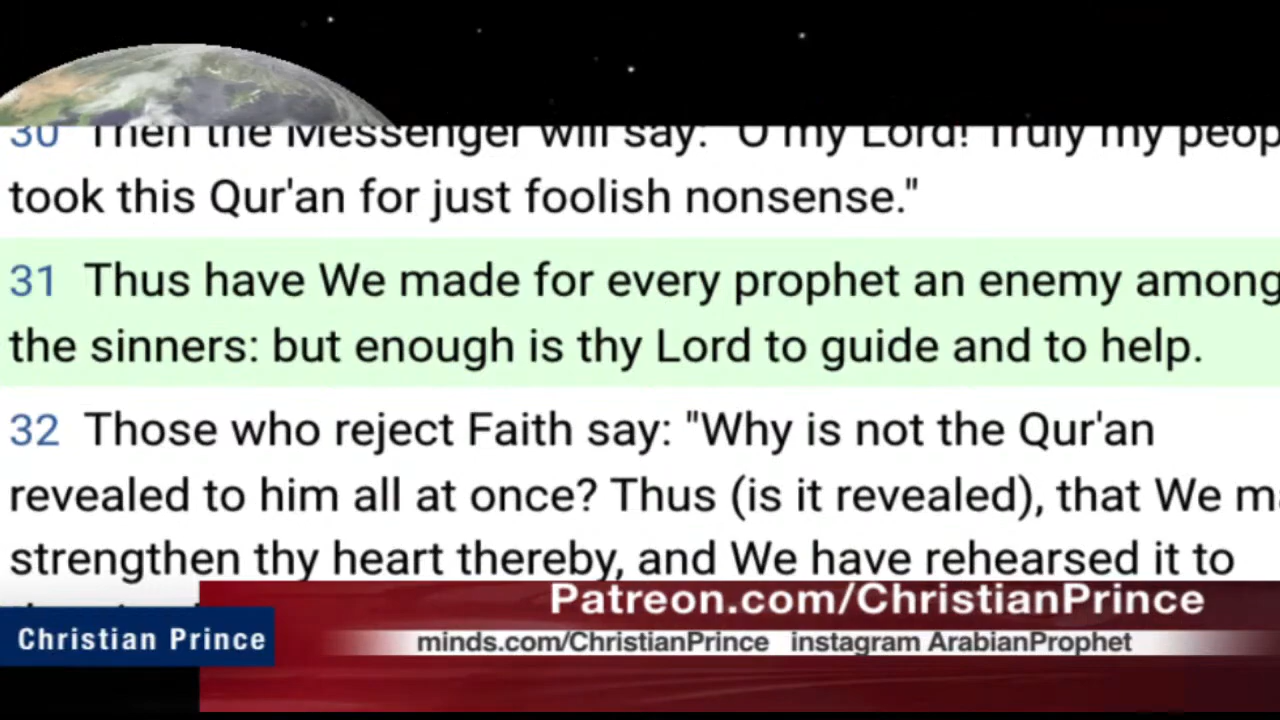 30 Then the Messenger will say: "O my Lord! Truly my
took this Qur'an for just foolish nonsense."
31 Thus have We made for every prophet an enemy among
the sinners: but enough is thy Lord to guide and to help.
32 Those who reject Faith say: "Why is not the Qur'an
revealed to him all at once? Thus (is it revealed), that We
strengthen thy heart thereby, and We have rehearsed it to
Patreon.com/ChristianPrince
Christian Prince
minds.com/ChristianPrince instagram ArabianProphet